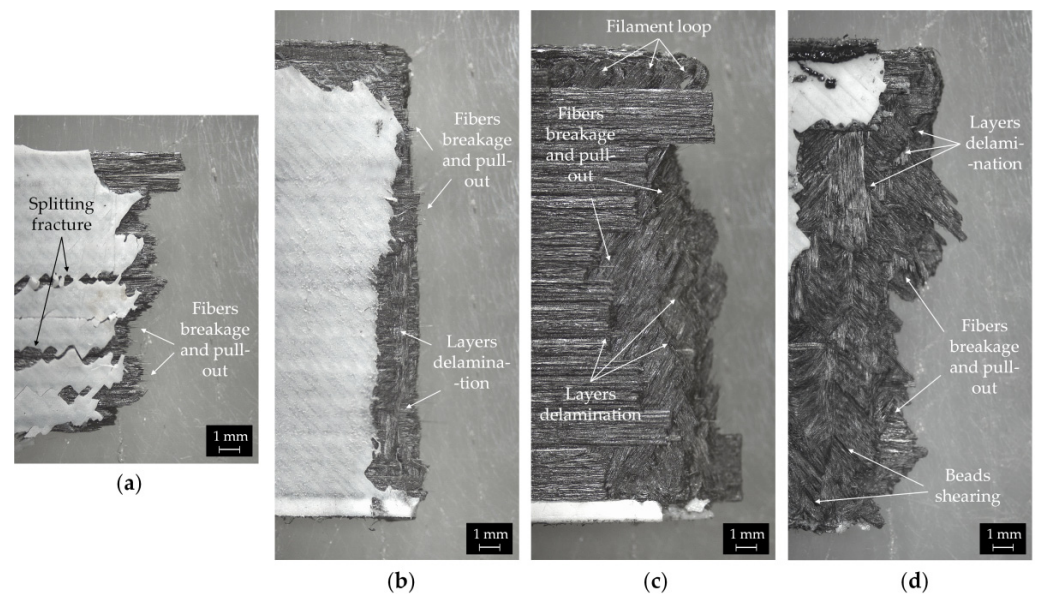 Splitting
fracture
Fibers
breakage
and pull-
out
1 mm
(a)
Fibers
breakage
and pull-
out
Layers
delamina-
-tion
1 mm
(b)
Filament loop
Fibers
breakage
and pull-
out
Layers
delamination
1 mm
(c)
Layers
delami-
-nation
Fibers
breakage
and pull-
out
Beads
shearing
1 mm
(d)